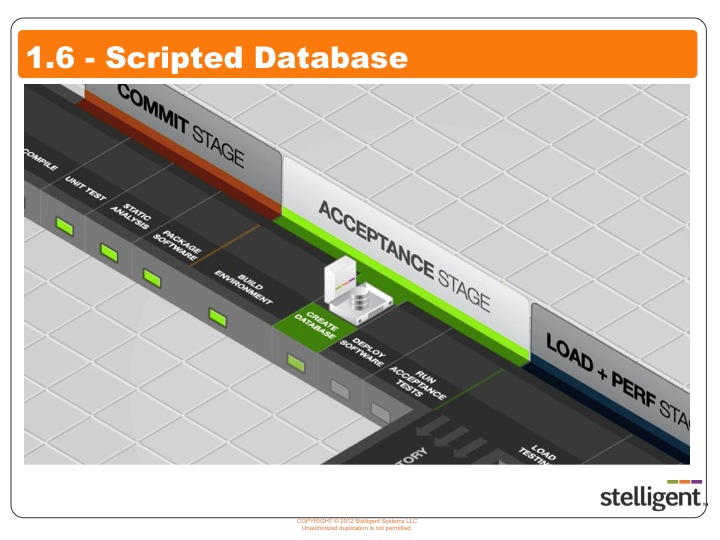 1.6 - Scripted Database
COMMIT STAGE
ACCEPTANCE STAGE
LOAD + PERF STA
COMPILE
UNIT TEST
STATIC
ANALYSIS
PACKAGE
SOFTWARE
BUILD
ENVIRONMENT
CREATE
DATABASE
DEPLOY
SOFTWARE
RUN
ACCEPTANCE
TESTS
LOAD
TESTIN
TORY
stelligent
COPYRIGHT © 2012 Stelligent Systems LLC
Unauthorized duplication is not permitted.